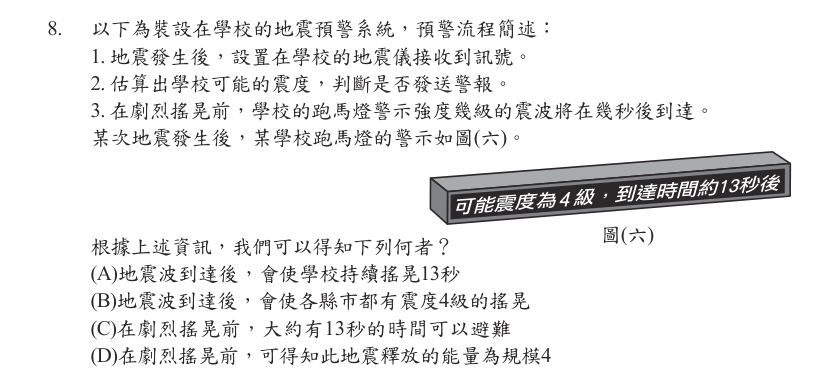 8. 以下為裝設在學校的地震預警系統，預警流程簡述：
1. 地震發生後，設置在學校的地震儀接收到訊號。
2. 估算出學校可能的震度，判斷是否發送警報。
3. 在劇烈搖晃前，學校的跑馬燈警示強度幾級的震波將在幾秒後到達。
某次地震發生後，某學校跑馬燈的警示如圖(六)。
可能震度為4級，到達時間約13秒後
圖(六)
根據上述資訊，我們可以得知下列何者？
(A)地震波到達後，會使學校持續搖晃13秒
(B)地震波到達後，會使各縣市都有震度4級的搖晃
(C)在劇烈搖晃前，大約有13秒的時間可以避難
(D)在劇烈搖晃前，可得知此地震釋放的能量為規模4